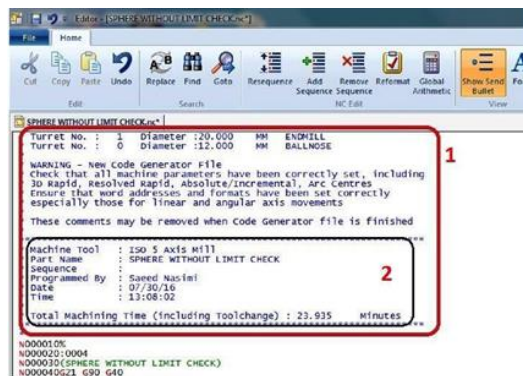 Editor - [SPHERE WITHOUT LIMIT CHECK.nc*]
File Home
Cut Copy Paste Undo Replace Find Goto Resequence Add Sequence Remove Sequence Reformat Global Arithmetic Show Send Bullet
Edit Search NC Edit View
SPHERE WITHOUT LIMIT CHECK.nc*
Turret No. : 1 Diameter :20.000 MM ENDMILL
Turret No. : 0 Diameter :12.000 MM BALLNOSE
1
WARNING - New Code Generator File
Check that all machine parameters have been correctly set, including
3D Rapid, Resolved Rapid, Absolute/Incremental, Arc Centres
Ensure that word addresses and formats have been set correctly
especially those for linear and angular axis movements
These comments may be removed when Code Generator file is finished
Machine Tool : ISO 5 Axis Mill
Part Name : SPHERE WITHOUT LIMIT CHECK
Sequence :
2
Programmed By : Saeed Nasimi
Date : 07/30/16
Time : 13:08:02
Total Machining Time (including Toolchange) : 23.935 Minutes
N000010%
N000020:0004
N000030(SPHERE WITHOUT LIMIT CHECK)
N000040G21 G90 G40